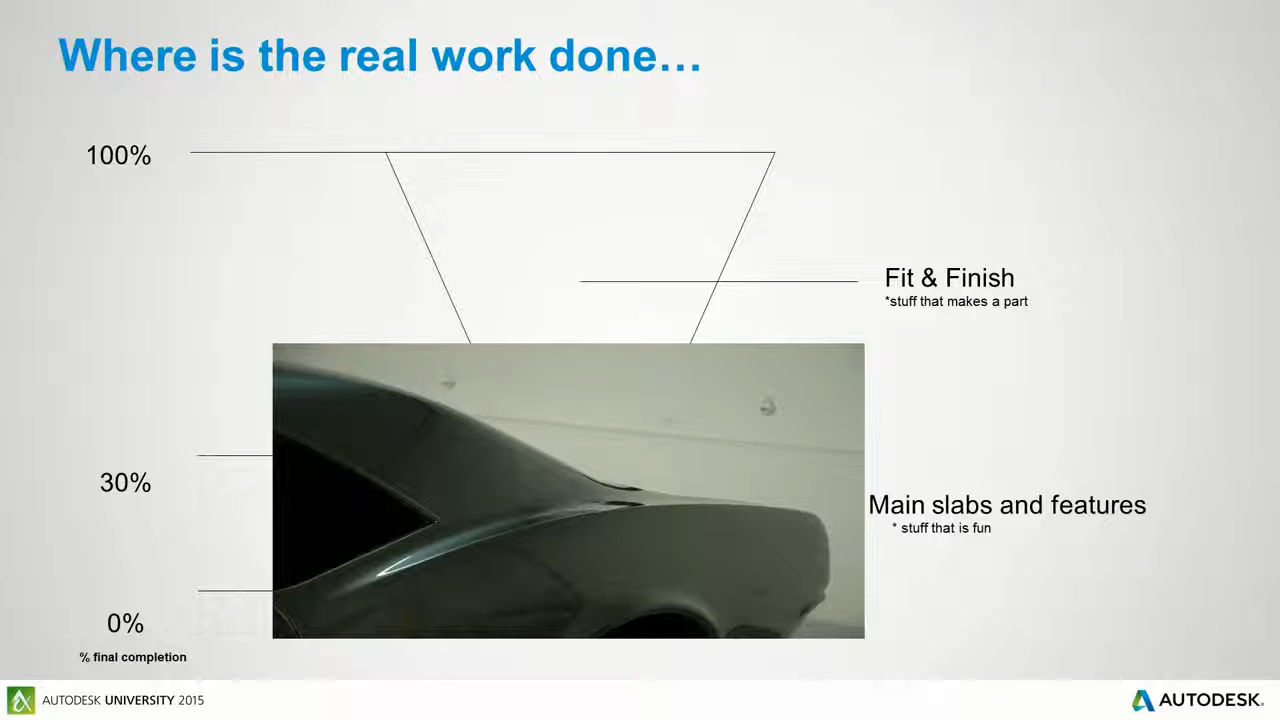 Where is the real work done…
100%
Fit & Finish
*stuff that makes a part
30%
Main slabs and features
* stuff that is fun
0%
% final completion
AUTODESK UNIVERSITY 2015
AUTODESK.